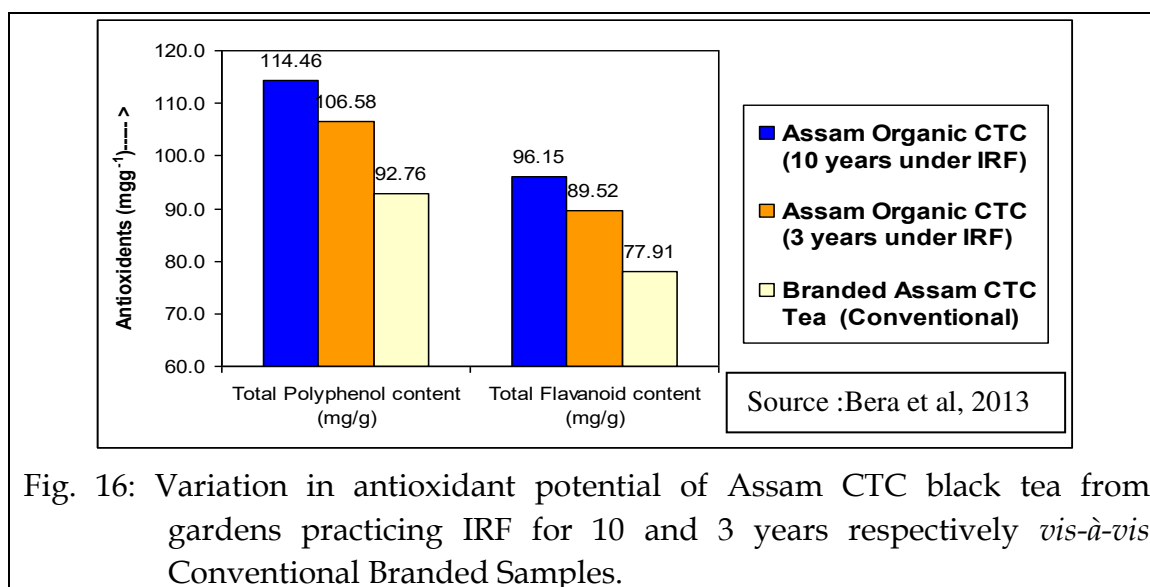 120.0
110.0
100.0
90.0
80.0
70.0
60.0
Antioxidents (mgg-1)----- >
114.46
106.58
92.76
96.15
89.52
77.91
Total Polyphenol content
(mg/g)
Total Flavanoid content
(mg/g)
Assam Organic CTC
(10 years under IRF)
Assam Organic CTC
(3 years under IRF)
Branded Assam CTC
Tea (Conventional)
Source :Bera et al, 2013
Fig. 16: Variation in antioxidant potential of Assam CTC black tea from
gardens practicing IRF for 10 and 3 years respectively vis-à-vis
Conventional Branded Samples.